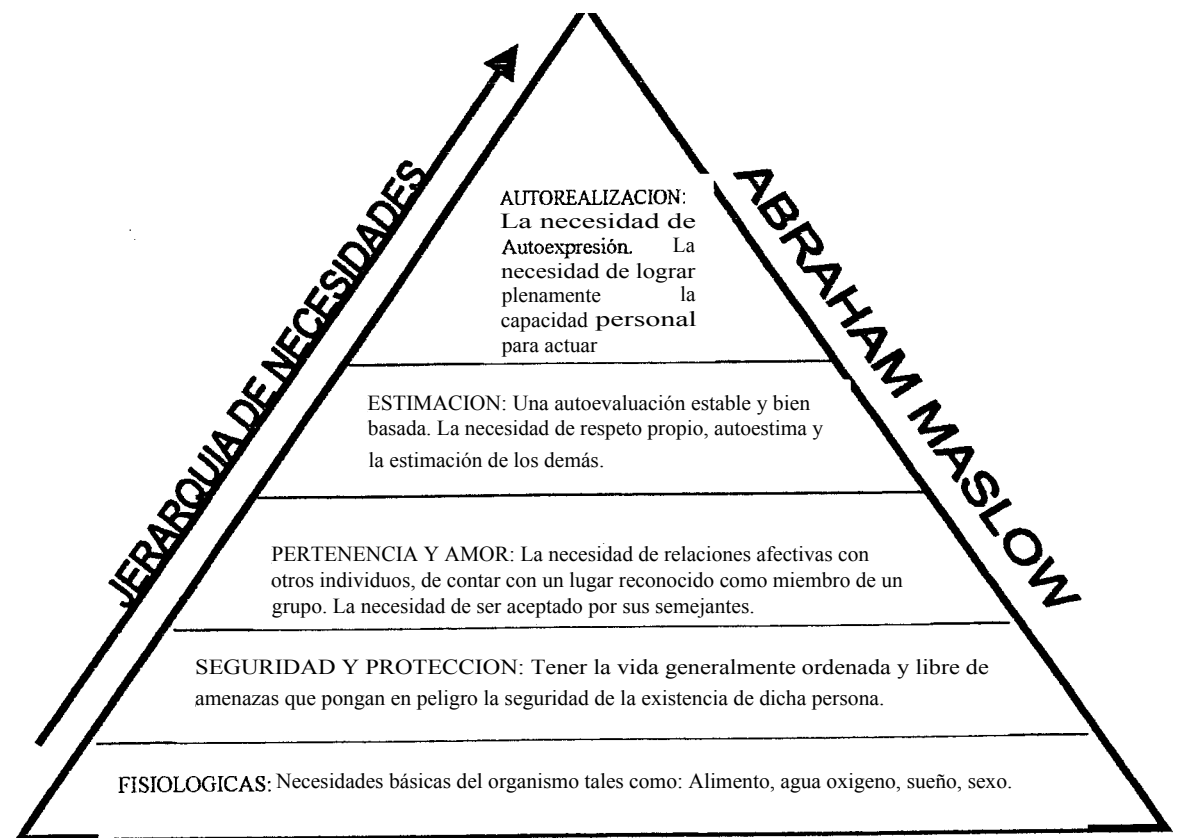 JERARQUIA DE NECESIDADES
ABRAHAM MASLOW
AUTOREALIZACION:
La necesidad de
Autoexpresión. La
necesidad de lograr
plenamente la
capacidad personal
para actuar
ESTIMACION: Una autoevaluación estable y bien
basada. La necesidad de respeto propio, autoestima y
la estimación de los demás.
PERTENENCIA Y AMOR: La necesidad de relaciones afectivas con
otros individuos, de contar con un lugar reconocido como miembro de un
grupo. La necesidad de ser aceptado por sus semejantes.
SEGURIDAD Y PROTECCION: Tener la vida generalmente ordenada y libre de
amenazas que pongan en peligro la seguridad de la existencia de dicha persona.
FISIOLOGICAS: Necesidades básicas del organismo tales como: Alimento, agua oxigeno, sueño, sexo.